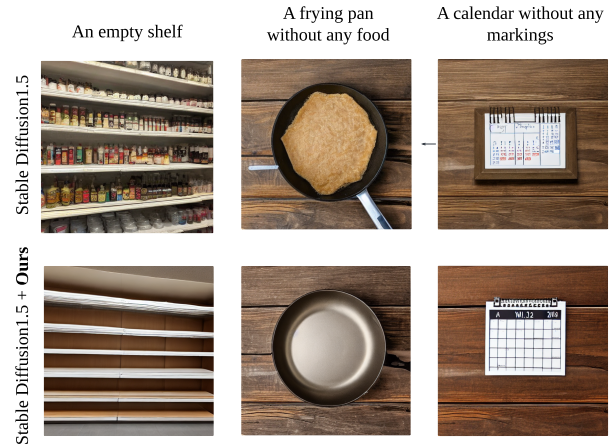 An empty shelf
A frying pan
without any food
A calendar without any
markings
Stable Diffusion1.5
Stable Diffusion1.5 + Ours